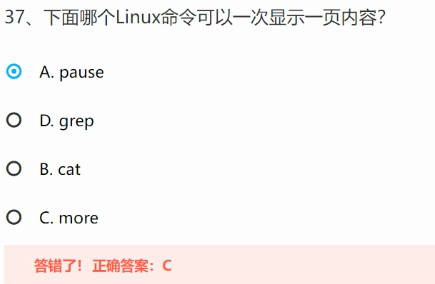 37、下面哪个Linux命令可以一次显示一页内容?
A. pause
D. grep
B. cat
C. more
答错了! 正确答案: C